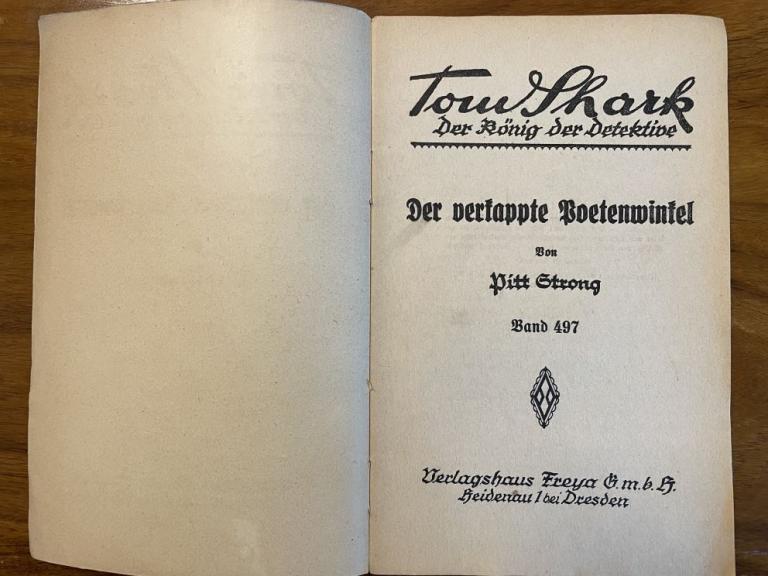 Tom Shark
Der König der Detektive
Der verkappte Poetenwinkel
Von
Pitt Strong
Band 497
Verlagshaus Freya G.m.b.H.
Heidenau 1 bei Dresden